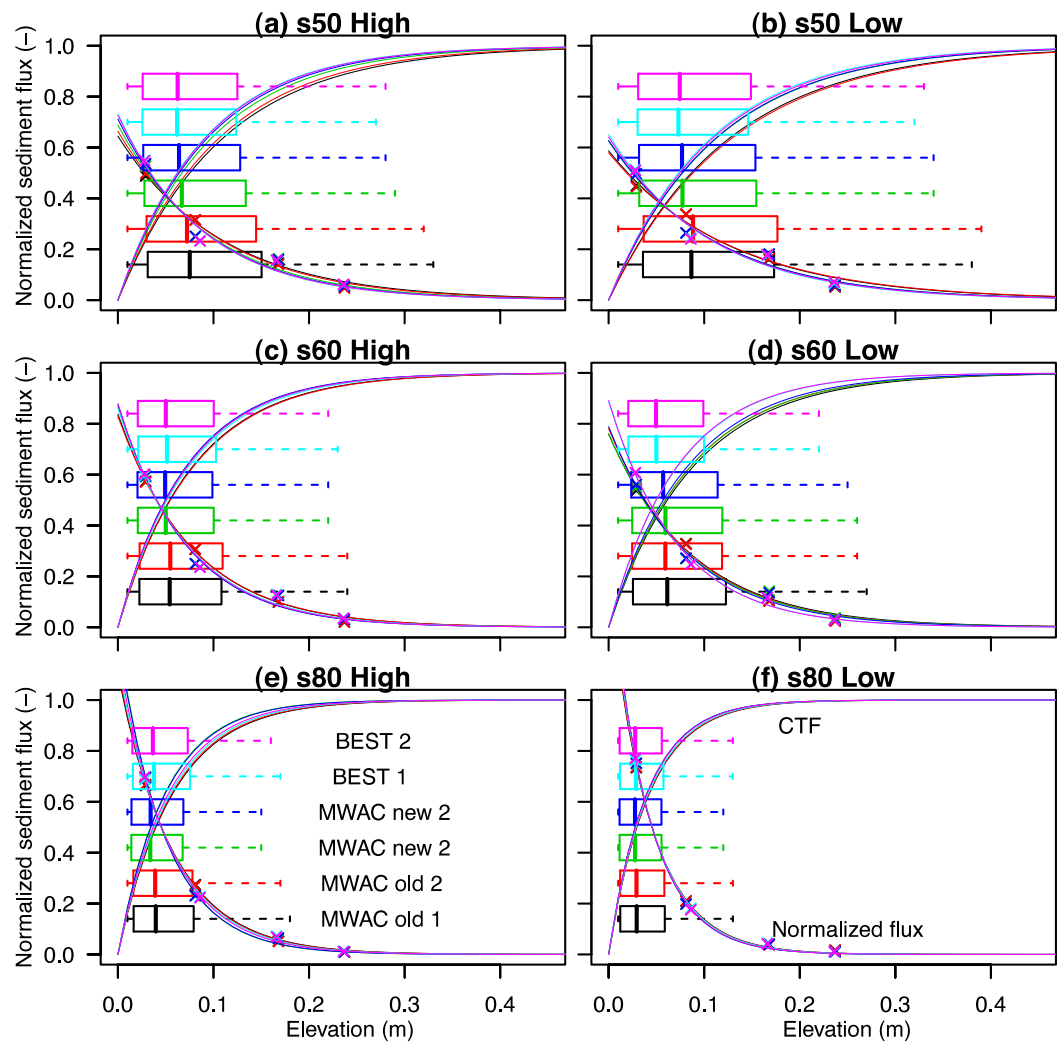 (a) s50 High
(b) s50 Low
Normalized sediment flux (−)
1.0
0.8
0.6
0.4
0.2
0.0
(c) s60 High
(d) s60 Low
Normalized sediment flux (−)
1.0
0.8
0.6
0.4
0.2
0.0
(e) s80 High
(f) s80 Low
Normalized sediment flux (−)
1.0
0.8
0.6
0.4
0.2
0.0
BEST 2
BEST 1
MWAC new 2
MWAC new 2
MWAC old 2
MWAC old 1
CTF
Normalized flux
0.0 0.1 0.2 0.3 0.4
0.0 0.1 0.2 0.3 0.4
Elevation (m)
Elevation (m)